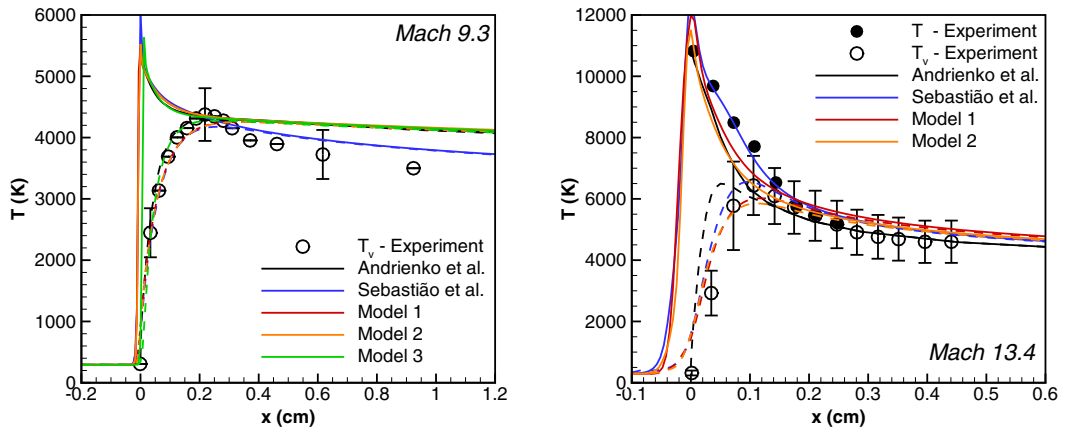 Mach 9.3
T (K)
6000
5000
4000
3000
2000
1000
0
T_v - Experiment
Andrienko et al.
Sebastião et al.
Model 1
Model 2
Model 3
-0.2 0 0.2 0.4 0.6 0.8 1 1.2
x (cm)
T (K)
12000
10000
8000
6000
4000
2000
0
T - Experiment
T_v - Experiment
Andrienko et al.
Sebastião et al.
Model 1
Model 2
Mach 13.4
-0.1 0 0.1 0.2 0.3 0.4 0.5 0.6
x (cm)